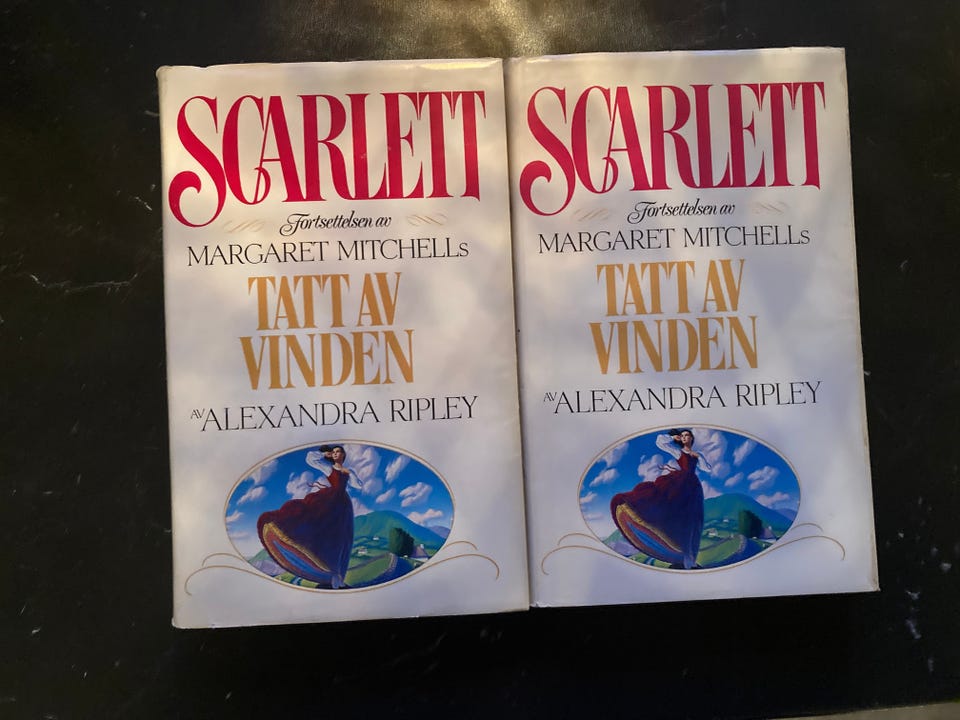 SCARLETT
Fortsettelsen av
MARGARET MITCHELLs
TATT AV
VINDEN
AV ALEXANDRA RIPLEY
SCARLETT
Fortsettelsen av
MARGARET MITCHELLs
TATT AV
VINDEN
AV ALEXANDRA RIPLEY